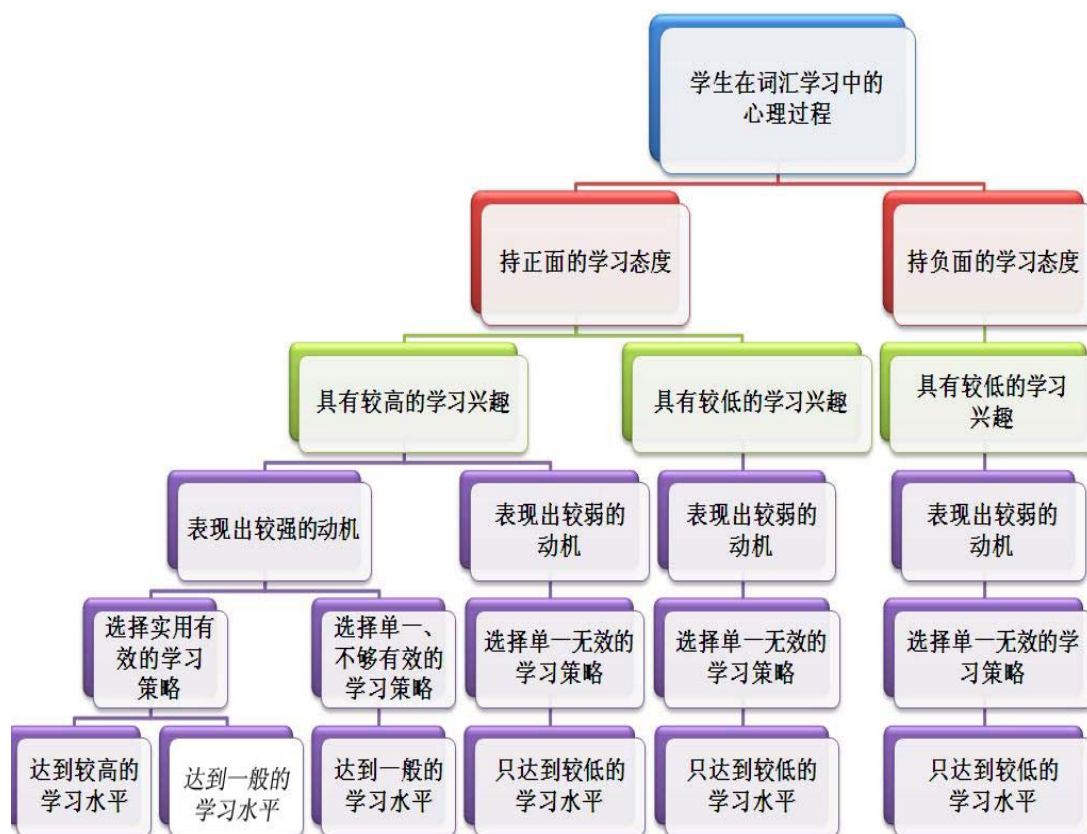 学生在词汇学习中的
心理过程
持正面的学习态度
持负面的学习态度
具有较高的学习兴趣
具有较低的学习兴趣
具有较低的学习
兴趣
表现出较强的动机
表现出较弱的
动机
表现出较弱的
动机
表现出较弱的
动机
选择实用有
效的学习
策略
选择单一、
不够有效的
学习策略
选择单一无效的
学习策略
选择单一无效的
学习策略
选择单一无效的学
习策略
达到较高的
学习水平
达到一般的
学习水平
达到一般的
学习水平
只达到较低的
学习水平
只达到较低的
学习水平
只达到较低的
学习水平